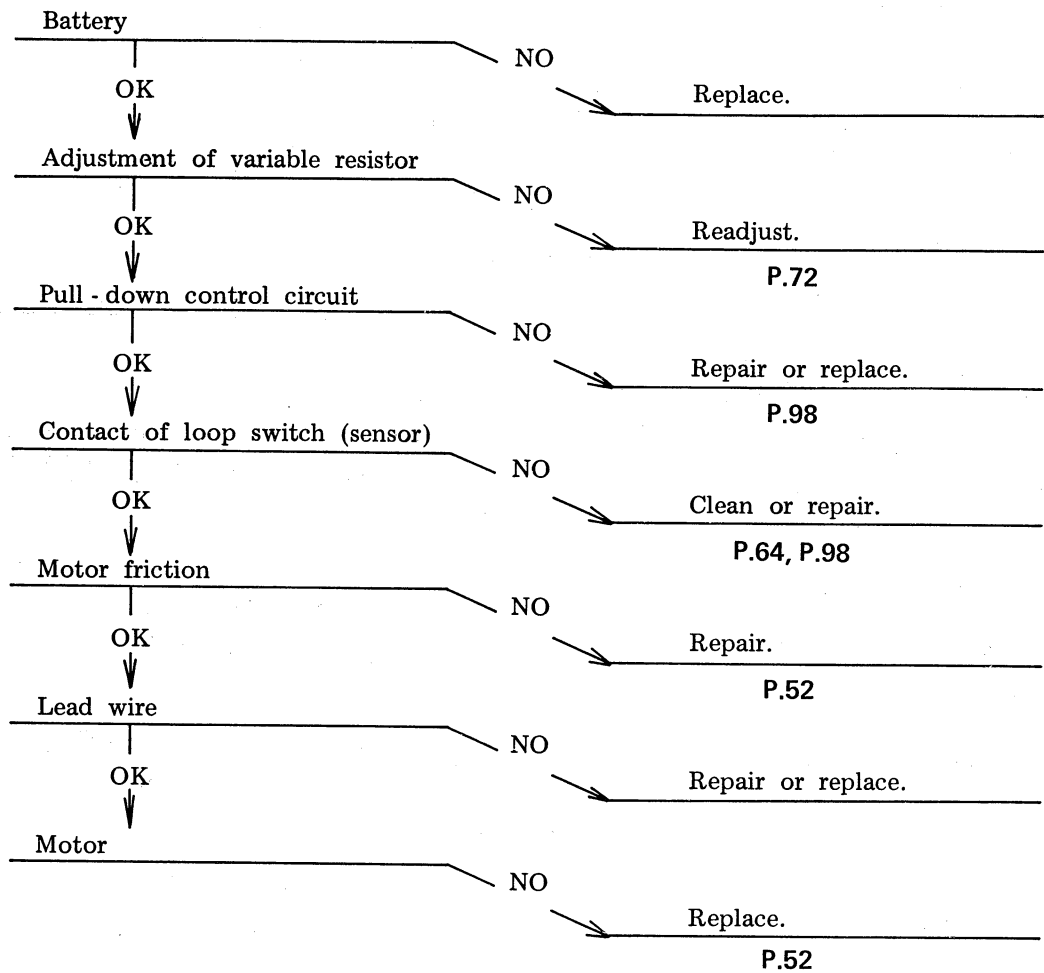 Battery
NO
OK
Replace.
Adjustment of variable resistor
NO
OK
Readjust.
P.72
Pull - down control circuit
NO
OK
Repair or replace.
P.98
Contact of loop switch (sensor)
NO
OK
Clean or repair.
P.64, P.98
Motor friction
NO
OK
Repair.
P.52
Lead wire
NO
OK
Repair or replace.
Motor
NO
Replace.
P.52